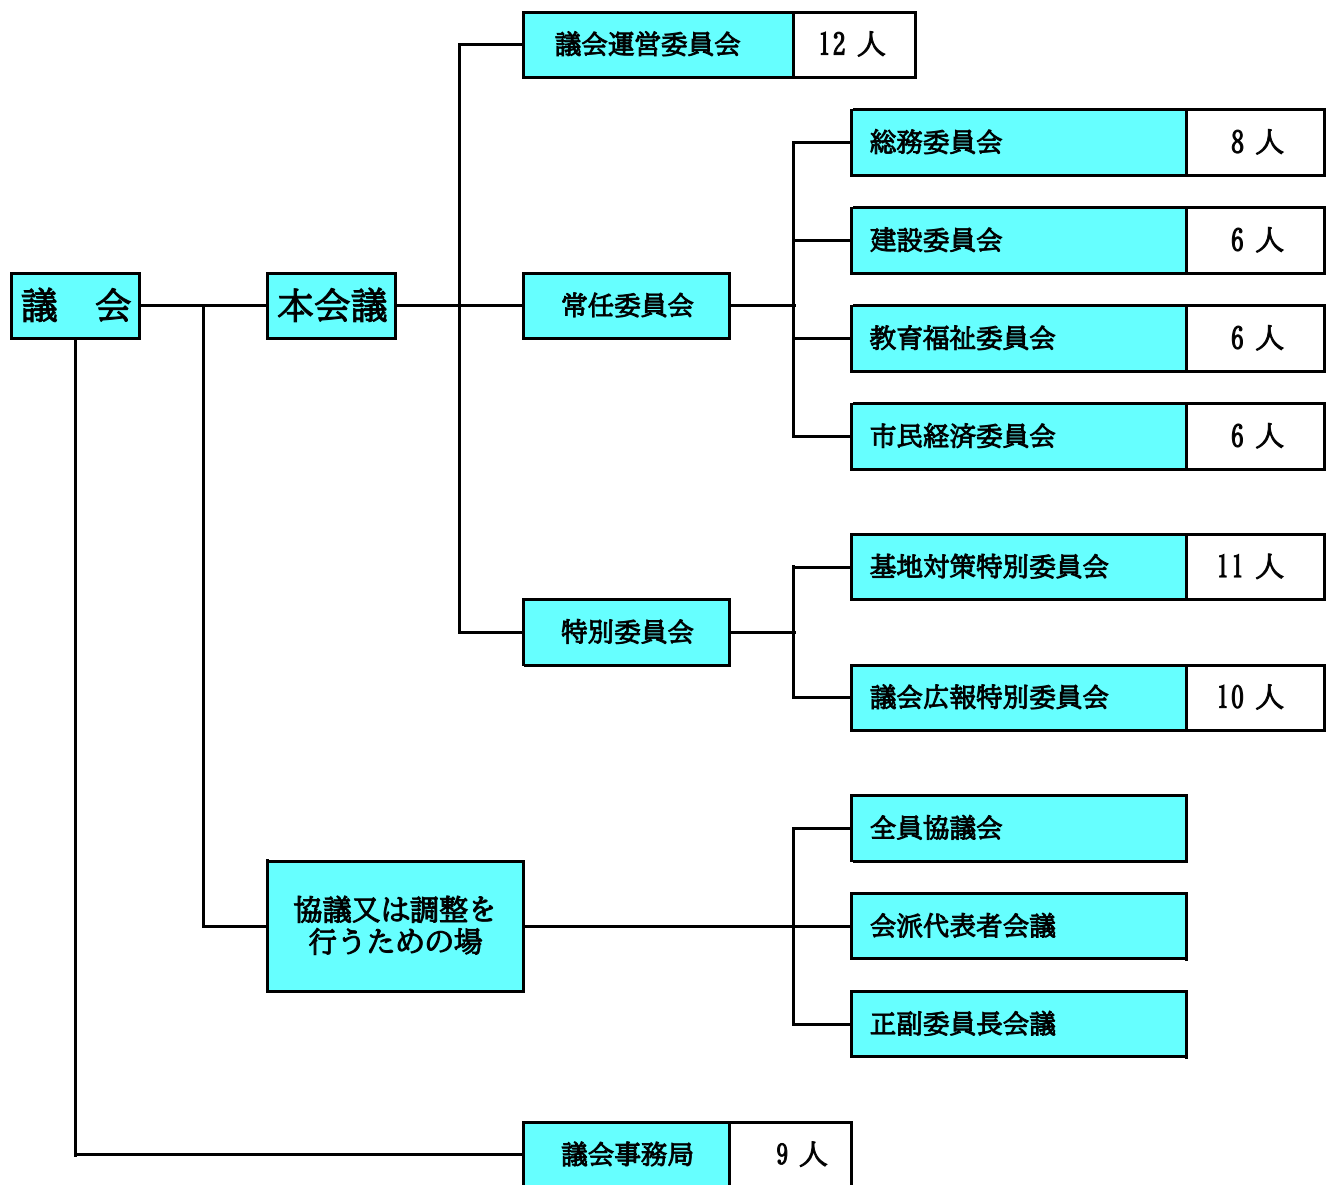 議会運営委員会 12 人
総務委員会 8 人
建設委員会 6 人
議　会
本会議
常任委員会
教育福祉委員会 6 人
市民経済委員会 6 人
基地対策特別委員会 11 人
特別委員会
議会広報特別委員会 10 人
全員協議会
協議又は調整を
行うための場
会派代表者会議
正副委員長会議
議会事務局 9 人